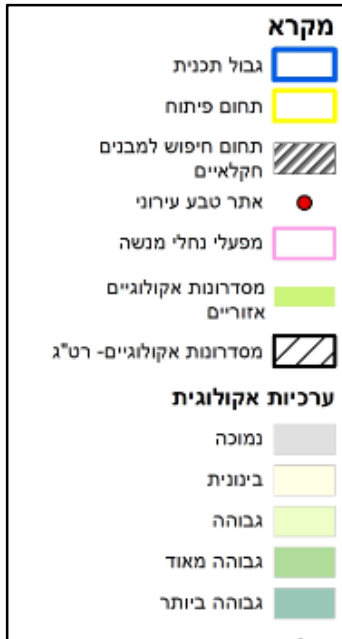 מקרא
גבול תכנית
תחום פיתוח
תחום חיפוש למבנים
חקלאיים
אתר טבע עירוני
מפעלי נחלי מנשה
מסדרונות אקולוגיים
אזוריים
מסדרונות אקולוגיים- רט"ג
ערכיות אקולוגית
נמוכה
בינונית
גבוהה
גבוהה מאוד
גבוהה ביותר